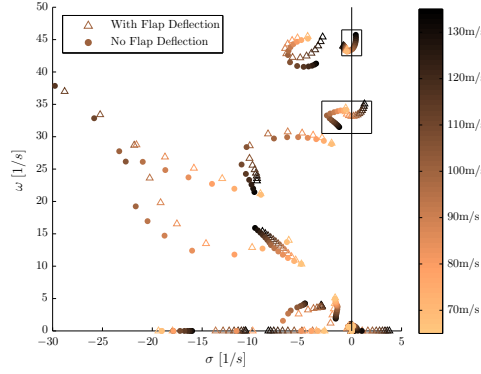 With Flap Deflection
No Flap Deflection
50
45
40
35
30
25
20
15
10
5
0
ω [1/s]
−30
−25
−20
−15
−10
−5
0
5
σ [1/s]
130m/s
120m/s
110m/s
100m/s
90m/s
80m/s
70m/s